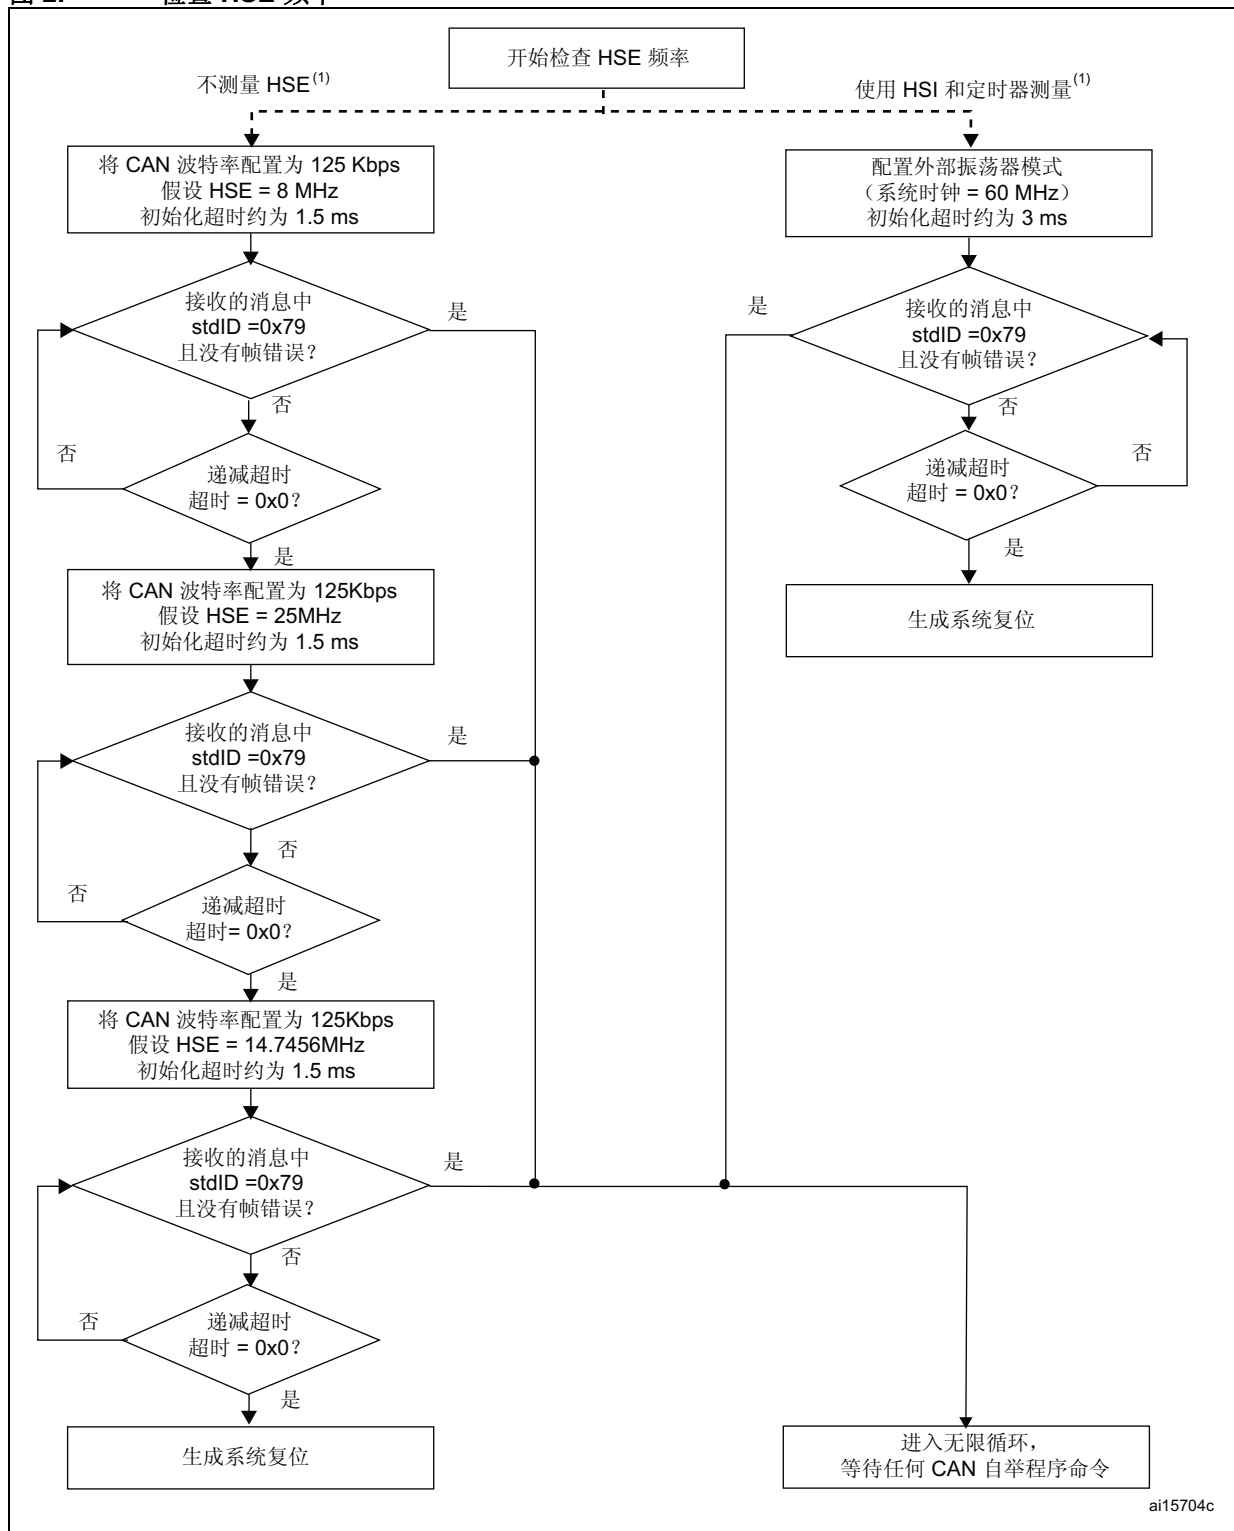 图 2. 检查 HSE 频率
开始检查 HSE 频率
不测量 HSE(1)
使用 HSI 和定时器测量(1)
将 CAN 波特率配置为 125 Kbps
假设 HSE = 8 MHz
初始化超时约为 1.5 ms
配置外部振荡器模式
（系统时钟 = 60 MHz）
初始化超时约为 3 ms
接收的消息中
stdID =0x79
且没有帧错误？
是
否
是
接收的消息中
stdID =0x79
且没有帧错误？
否
否
递减超时
超时 = 0x0？
是
递减超时
超时 = 0x0？
否
是
将 CAN 波特率配置为 125Kbps
假设 HSE = 25MHz
初始化超时约为 1.5 ms
生成系统复位
接收的消息中
stdID =0x79
且没有帧错误？
是
否
否
递减超时
超时= 0x0？
是
将 CAN 波特率配置为 125Kbps
假设 HSE = 14.7456MHz
初始化超时约为 1.5 ms
接收的消息中
stdID =0x79
且没有帧错误？
是
否
否
递减超时
超时 = 0x0？
是
生成系统复位
进入无限循环，
等待任何 CAN 自举程序命令
ai15704c